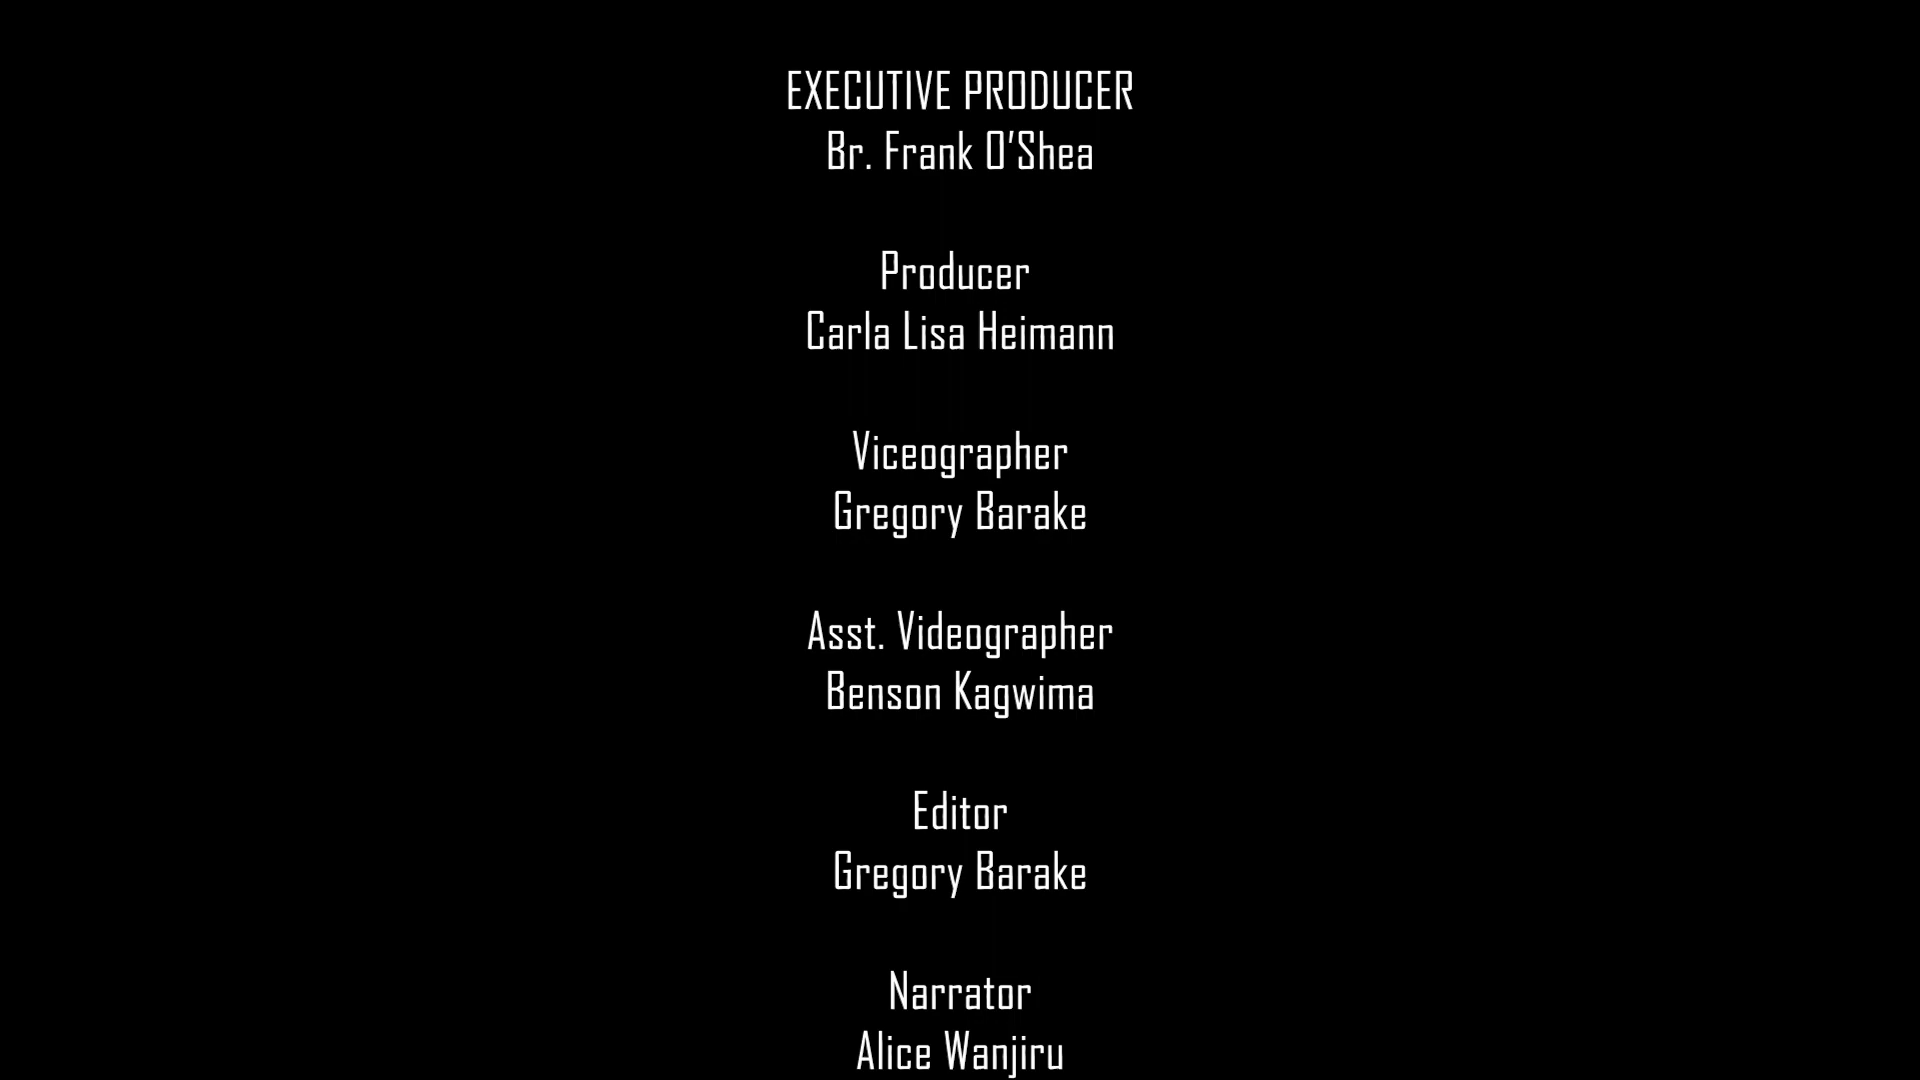 EXECUTIVE PRODUCER
Br. Frank O'Shea
Producer
Carla Lisa Heimann
Viceographer
Gregory Barake
Asst. Videographer
Benson Kagwima
Editor
Gregory Barake
Narrator
Alice Wanjiru